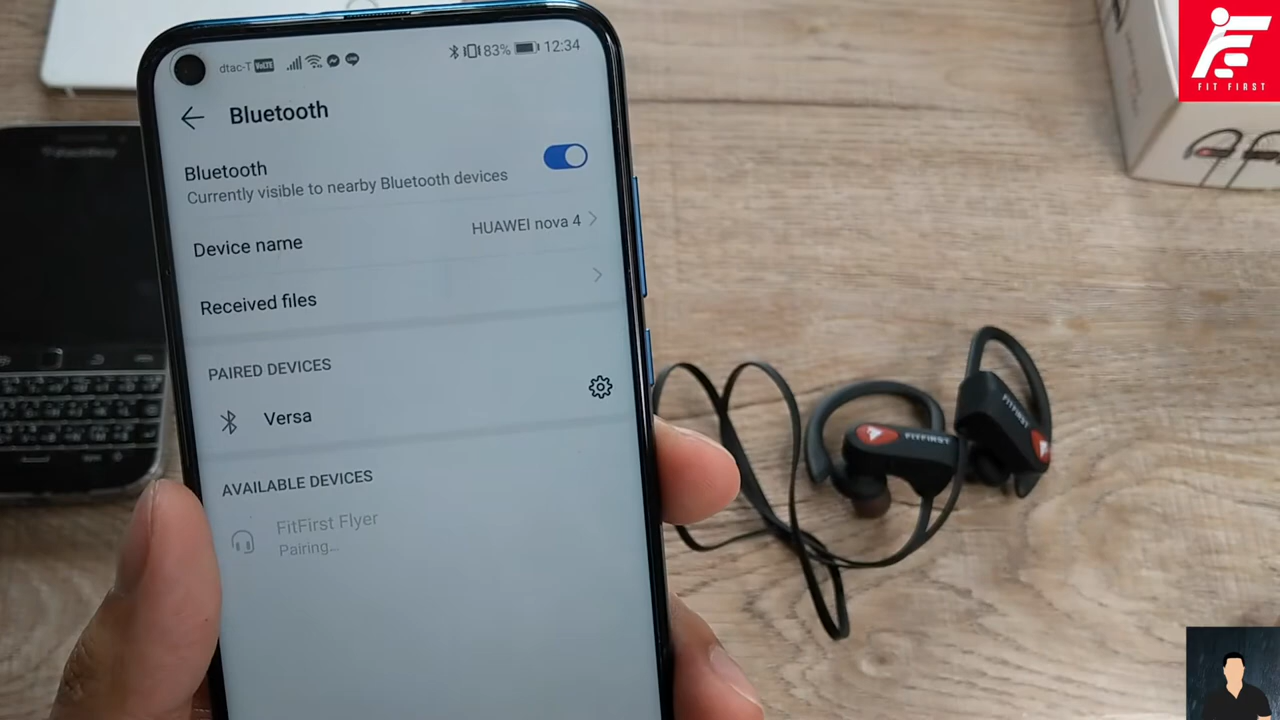 dtac-T VoLTE
83% 12:34
Bluetooth
Bluetooth
Currently visible to nearby Bluetooth devices
Device name
HUAWEI nova 4
Received files
PAIRED DEVICES
Versa
AVAILABLE DEVICES
FitFirst Flyer
Pairing...
FITFIRST
FITFIRST
FIT FIRST